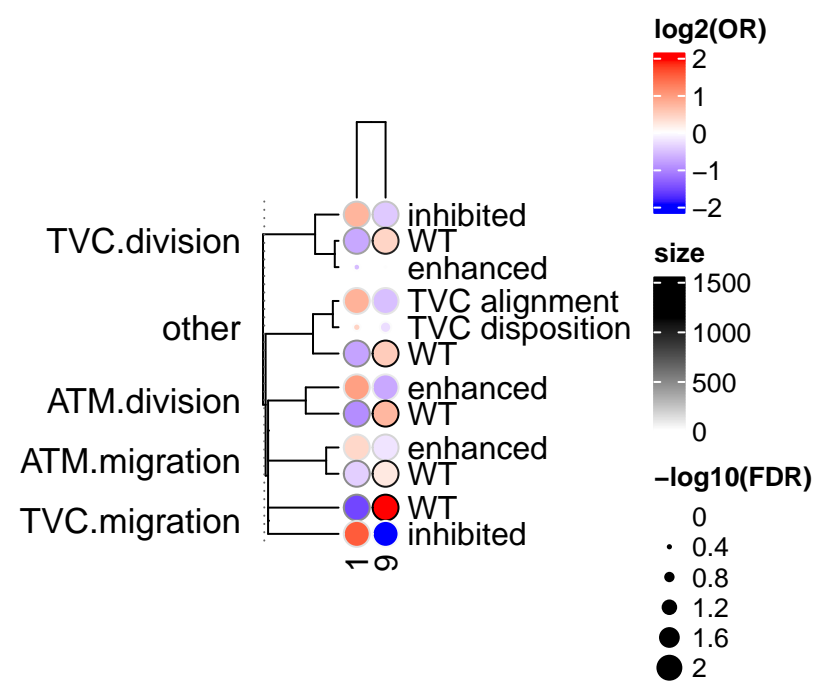 log2(OR)
2
1
0
−1
−2
size
1500
1000
500
0
−log10(FDR)
0
0.4
0.8
1.2
1.6
2
TVC.division
inhibited
WT
enhanced
other
TVC alignment
TVC disposition
WT
ATM.division
enhanced
WT
ATM.migration
enhanced
WT
TVC.migration
WT
inhibited
1
9